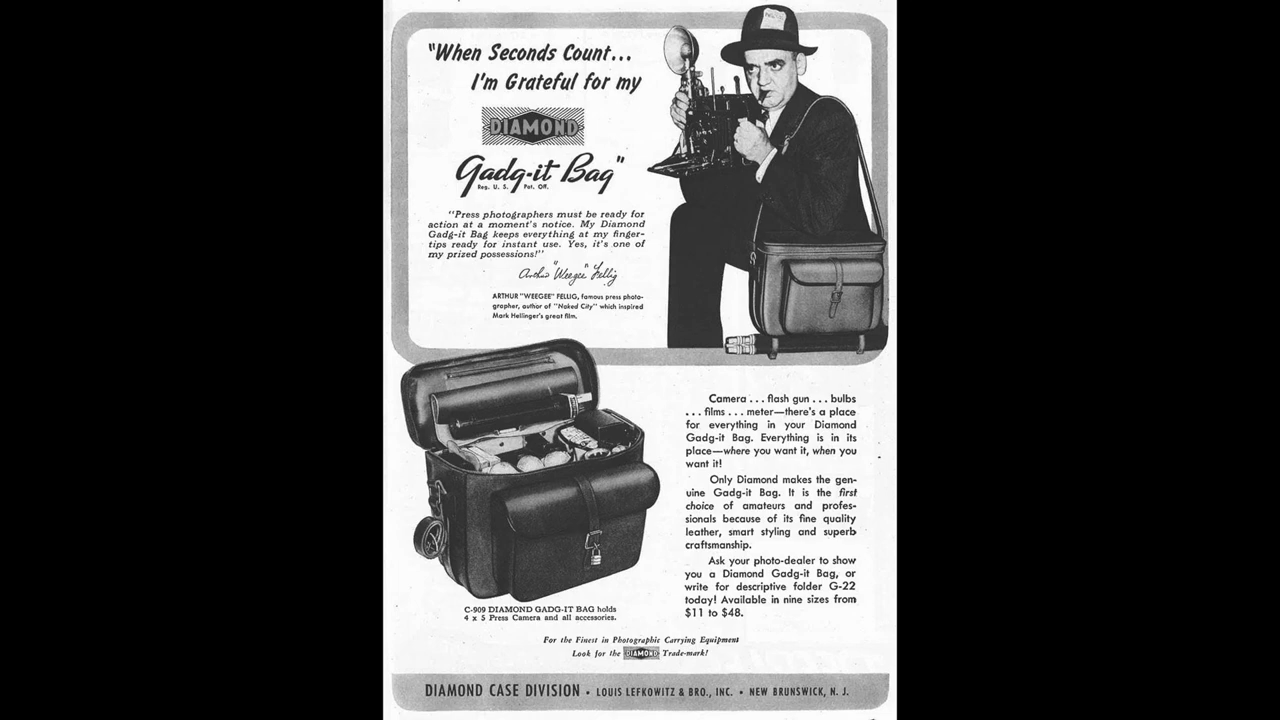 "When Seconds Count...
I'm Grateful for my
DIAMOND
Gadg-it Bag"
Reg. U. S. Pat. Off.
"Press photographers must be ready for
action at a moment's notice. My Diamond
Gadg-it Bag keeps everything at my finger-
tips ready for instant use. Yes, it's one of
my prized possessions!"
Arthur "Weegee" Fellig
ARTHUR "WEEGEE" FELLIG, famous press photo-
grapher, author of "Naked City" which inspired
Mark Hellinger's great film.
Camera . . . flash gun . . . bulbs
. . . films . . . meter—there's a place
for everything in your Diamond
Gadg-it Bag. Everything is in its
place—where you want it, when you
want it!
Only Diamond makes the gen-
uine Gadg-it Bag. It is the first
choice of amateurs and profes-
sionals because of its fine quality
leather, smart styling and superb
craftsmanship.
Ask your photo-dealer to show
you a Diamond Gadg-it Bag, or
write for descriptive folder G-22
today! Available in nine sizes from
$11 to $48.
C-909 DIAMOND GADG-IT BAG holds
4 x 5 Press Camera and all accessories.
For the Finest in Photographic Carrying Equipment
Look for the DIAMOND Trade-mark!
DIAMOND CASE DIVISION • LOUIS LEFKOWITZ & BRO., INC. • NEW BRUNSWICK, N. J.